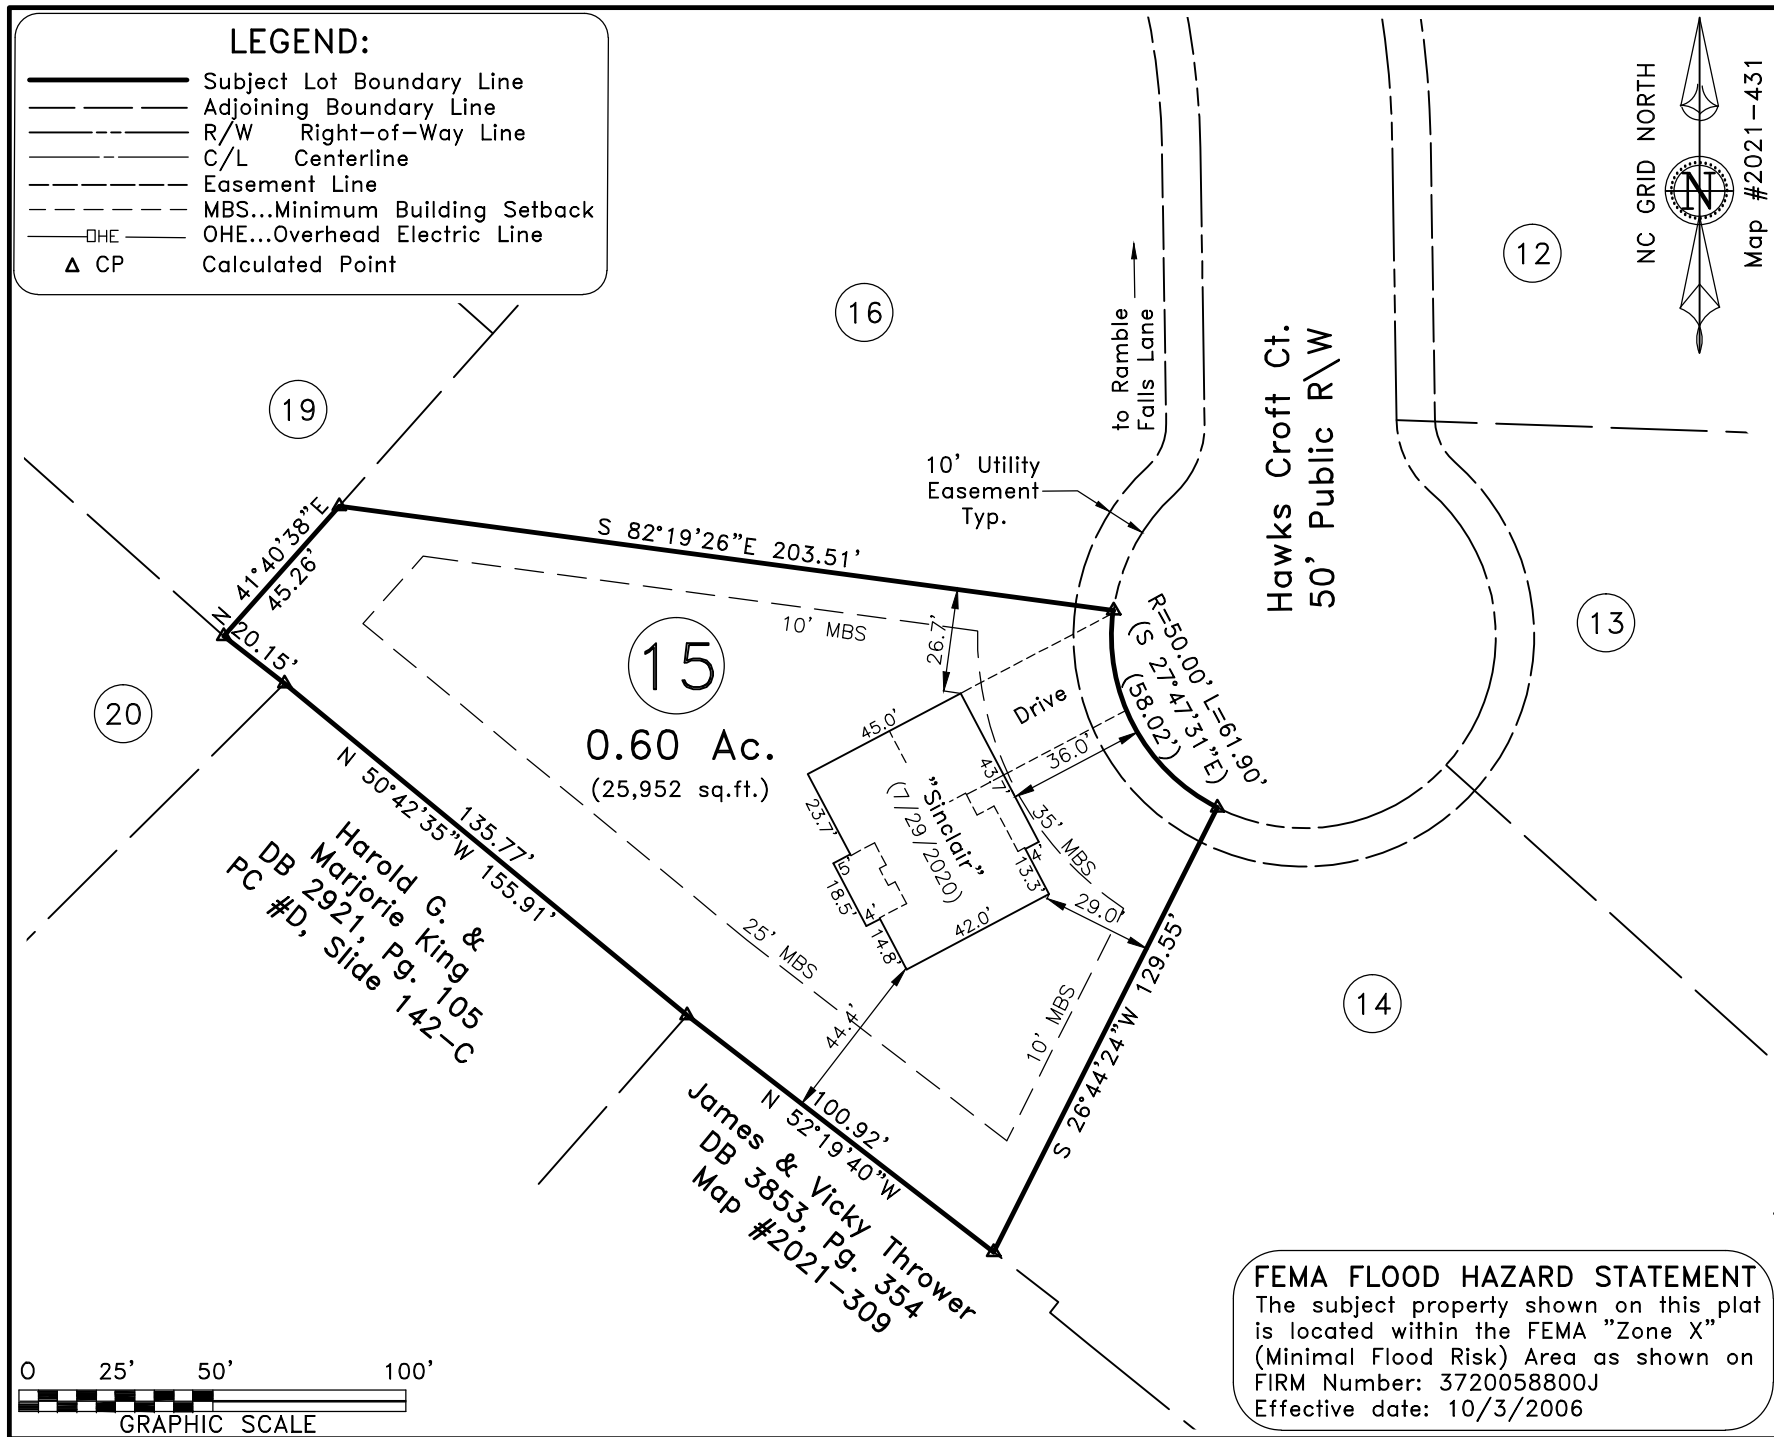 LEGEND:
Subject Lot Boundary Line
Adjoining Boundary Line
R/W Right-of-Way Line
C/L Centerline
Easement Line
MBS...Minimum Building Setback
OHE OHE...Overhead Electric Line
CP Calculated Point
NC GRID NORTH
N
Map #2021-431
12
16
19
to Ramble
Falls Lane
Hawks Croft Ct.
50' Public R\W
10' Utility
Easement
Typ.
S 82°19'26"E 203.51'
N 41°40'38"E
45.26'
20.15'
10' MBS
26.7'
15
0.60 Ac.
(25,952 sq.ft.)
Drive
R=50.00' L=61.90'
(S 27°47'31"E)
(58.02')
13
20
45.0'
43.7'
36.0'
"Sinclair"
(7/29/2020)
23.7'
5'
18.5'
4'
14.8'
42.0'
4'
13.3'
35' MBS
29.0'
25' MBS
10' MBS
44.4'
135.77'
N 50°42'35"W 155.91'
Harold G. &
Marjorie King
DB 2921, Pg. 105
PC #D, Slide 142-C
100.92'
N 52°19'40"W
James & Vicky Thrower
DB 3853, Pg. 354
Map #2021-309
S 26°44'24"W 129.55'
14
0 25' 50' 100'
GRAPHIC SCALE
FEMA FLOOD HAZARD STATEMENT
The subject property shown on this plat
is located within the FEMA "Zone X"
(Minimal Flood Risk) Area as shown on
FIRM Number: 3720058800J
Effective date: 10/3/2006